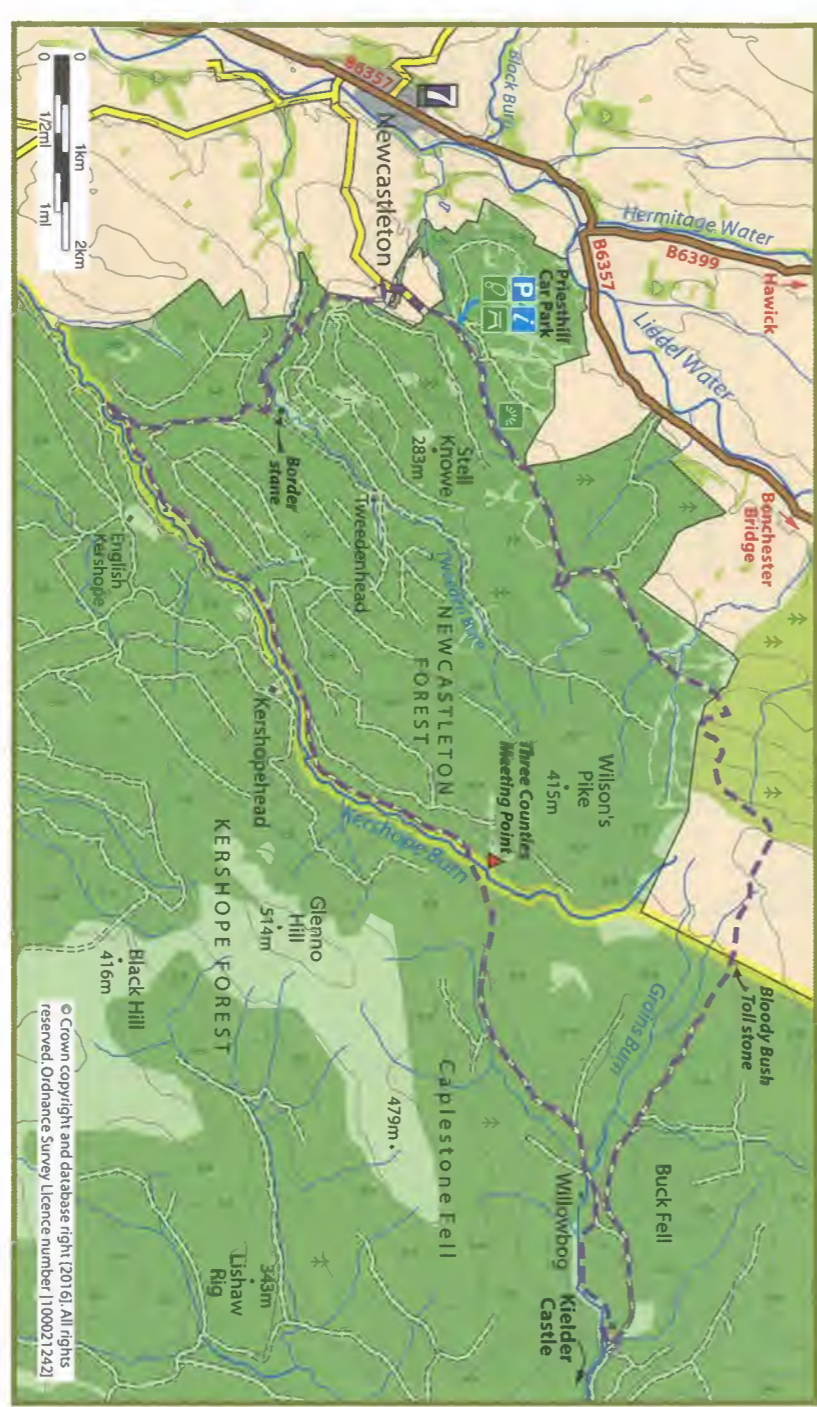 Hawick
Hermitage Water
B6399
B6357
Liddel Water
Bonchester
Bridge
Black Burn
B6357
i
Newcastleton
Priesthill
Car Park
P i
Stell
Knowe
283m
Border
stane
Tweedenhead
Tweeden Burn
NEWCASTLETON
FOREST
English
Kershope
Kershopehead
Wilson's
Pike
415m
Three Counties
Meeting Point
Kershope Burn
KERSHOPE FOREST
Glenno
Hill
514m
Black Hill
416m
Bloody Bush
Toll stone
Grains Burn
Caplestone Fell
479m
Buck Fell
Willowbog
Kielder
Castle
343m
Lishaw
Rig
0 1km 2km
0 1/2ml 1ml
© Crown copyright and database right [2016]. All rights
reserved. Ordnance Survey Licence number [100021242]